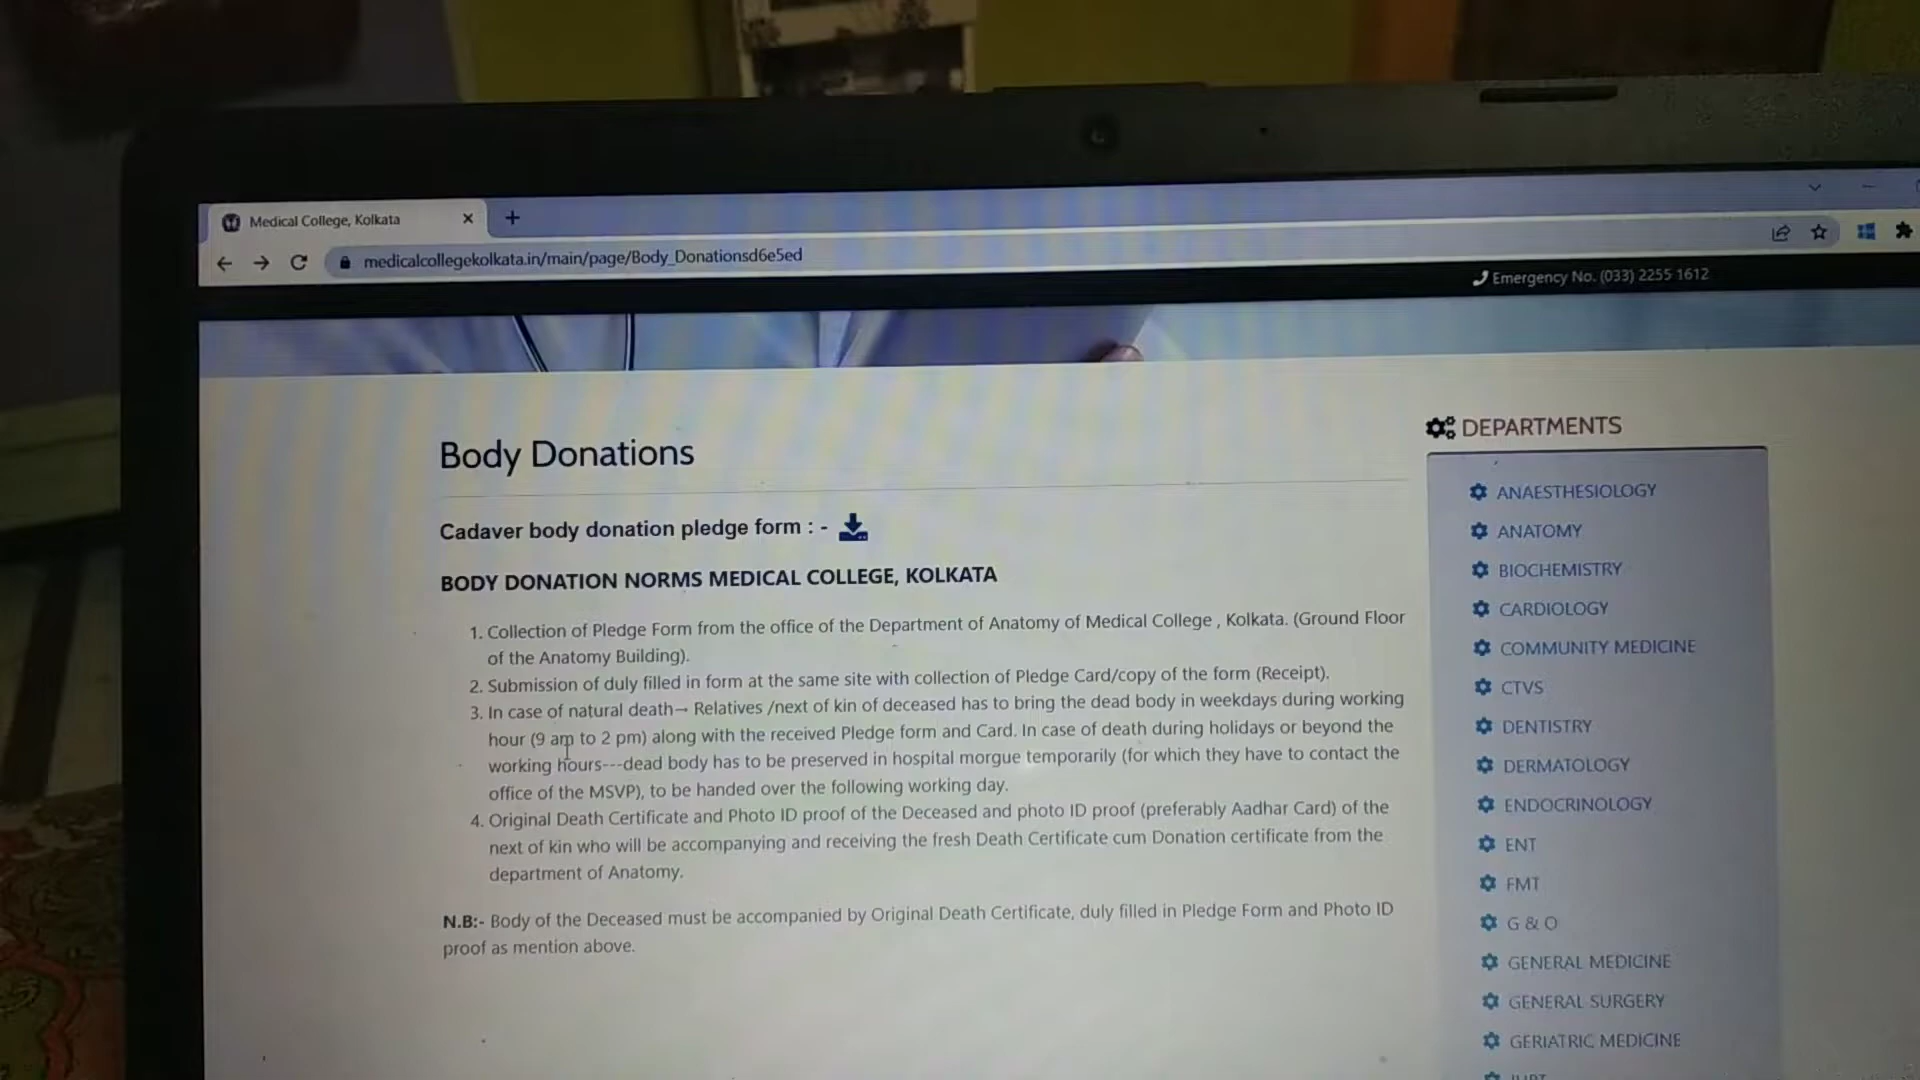 Medical College, Kolkata
medicalcollegekolkata.in/main/page/Body_Donationsd6e5ed
Emergency No. (033) 2255 1612
Body Donations
Cadaver body donation pledge form : -
BODY DONATION NORMS MEDICAL COLLEGE, KOLKATA
1. Collection of Pledge Form from the office of the Department of Anatomy of Medical College , Kolkata. (Ground Floor
of the Anatomy Building).
2. Submission of duly filled in form at the same site with collection of Pledge Card/copy of the form (Receipt).
3. In case of natural death→ Relatives /next of kin of deceased has to bring the dead body in weekdays during working
hour (9 am to 2 pm) along with the received Pledge form and Card. In case of death during holidays or beyond the
working hours---dead body has to be preserved in hospital morgue temporarily (for which they have to contact the
office of the MSVP), to be handed over the following working day.
4. Original Death Certificate and Photo ID proof of the Deceased and photo ID proof (preferably Aadhar Card) of the
next of kin who will be accompanying and receiving the fresh Death Certificate cum Donation certificate from the
department of Anatomy.
N.B:- Body of the Deceased must be accompanied by Original Death Certificate, duly filled in Pledge Form and Photo ID
proof as mention above.
DEPARTMENTS
ANAESTHESIOLOGY
ANATOMY
BIOCHEMISTRY
CARDIOLOGY
COMMUNITY MEDICINE
CTVS
DENTISTRY
DERMATOLOGY
ENDOCRINOLOGY
ENT
FMT
G & O
GENERAL MEDICINE
GENERAL SURGERY
GERIATRIC MEDICINE